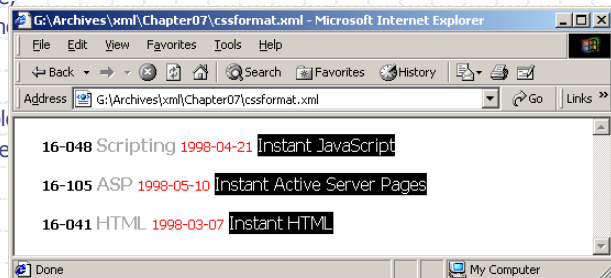 G:\Archives\xml\Chapter07\cssformat.xml - Microsoft Internet Explorer
File Edit View Favorites Tools Help
Back Search Favorites History
Address G:\Archives\xml\Chapter07\cssformat.xml Go Links »
16-048 Scripting 1998-04-21 Instant JavaScript
16-105 ASP 1998-05-10 Instant Active Server Pages
16-041 HTML 1998-03-07 Instant HTML
Done My Computer